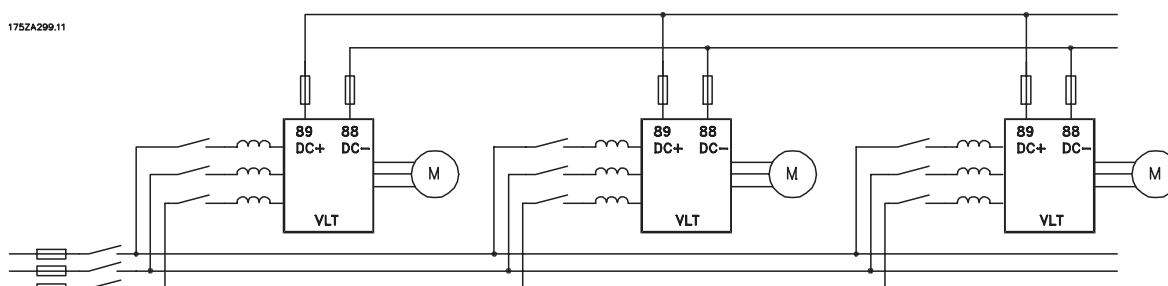 175ZA299.11
89 88 89 88 89 88
DC+ DC- DC+ DC- DC+ DC-
M M M
VLT VLT VLT